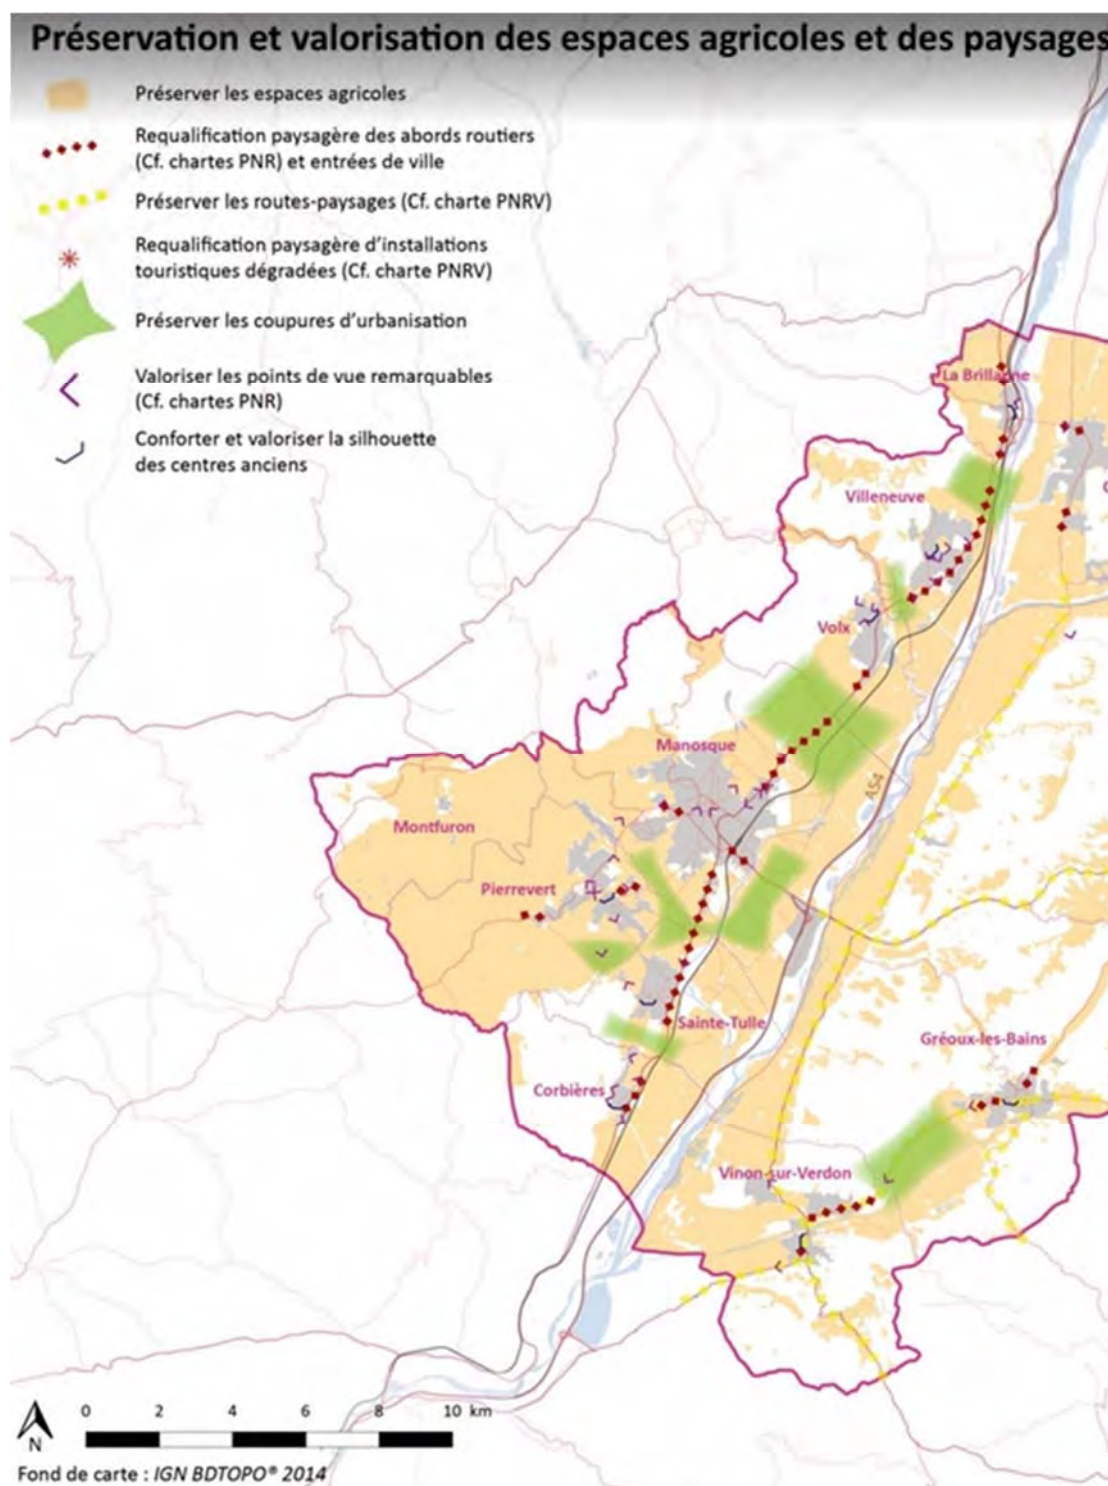 Préservation et valorisation des espaces agricoles et des paysages
Préserver les espaces agricoles
Requalification paysagère des abords routiers
(Cf. chartes PNR) et entrées de ville
Préserver les routes-paysages (Cf. charte PNRV)
Requalification paysagère d'installations
touristiques dégradées (Cf. charte PNRV)
Préserver les coupures d'urbanisation
Valoriser les points de vue remarquables
(Cf. chartes PNR)
Conforter et valoriser la silhouette
des centres anciens
La Brillanne
Villeneuve
Volx
Manosque
A51
Montfuron
Pierrevert
Sainte-Tulle
Gréoux-les-Bains
Corbières
Vinon-sur-Verdon
0 2 4 6 8 10 km
N
Fond de carte : IGN BDTOPO® 2014